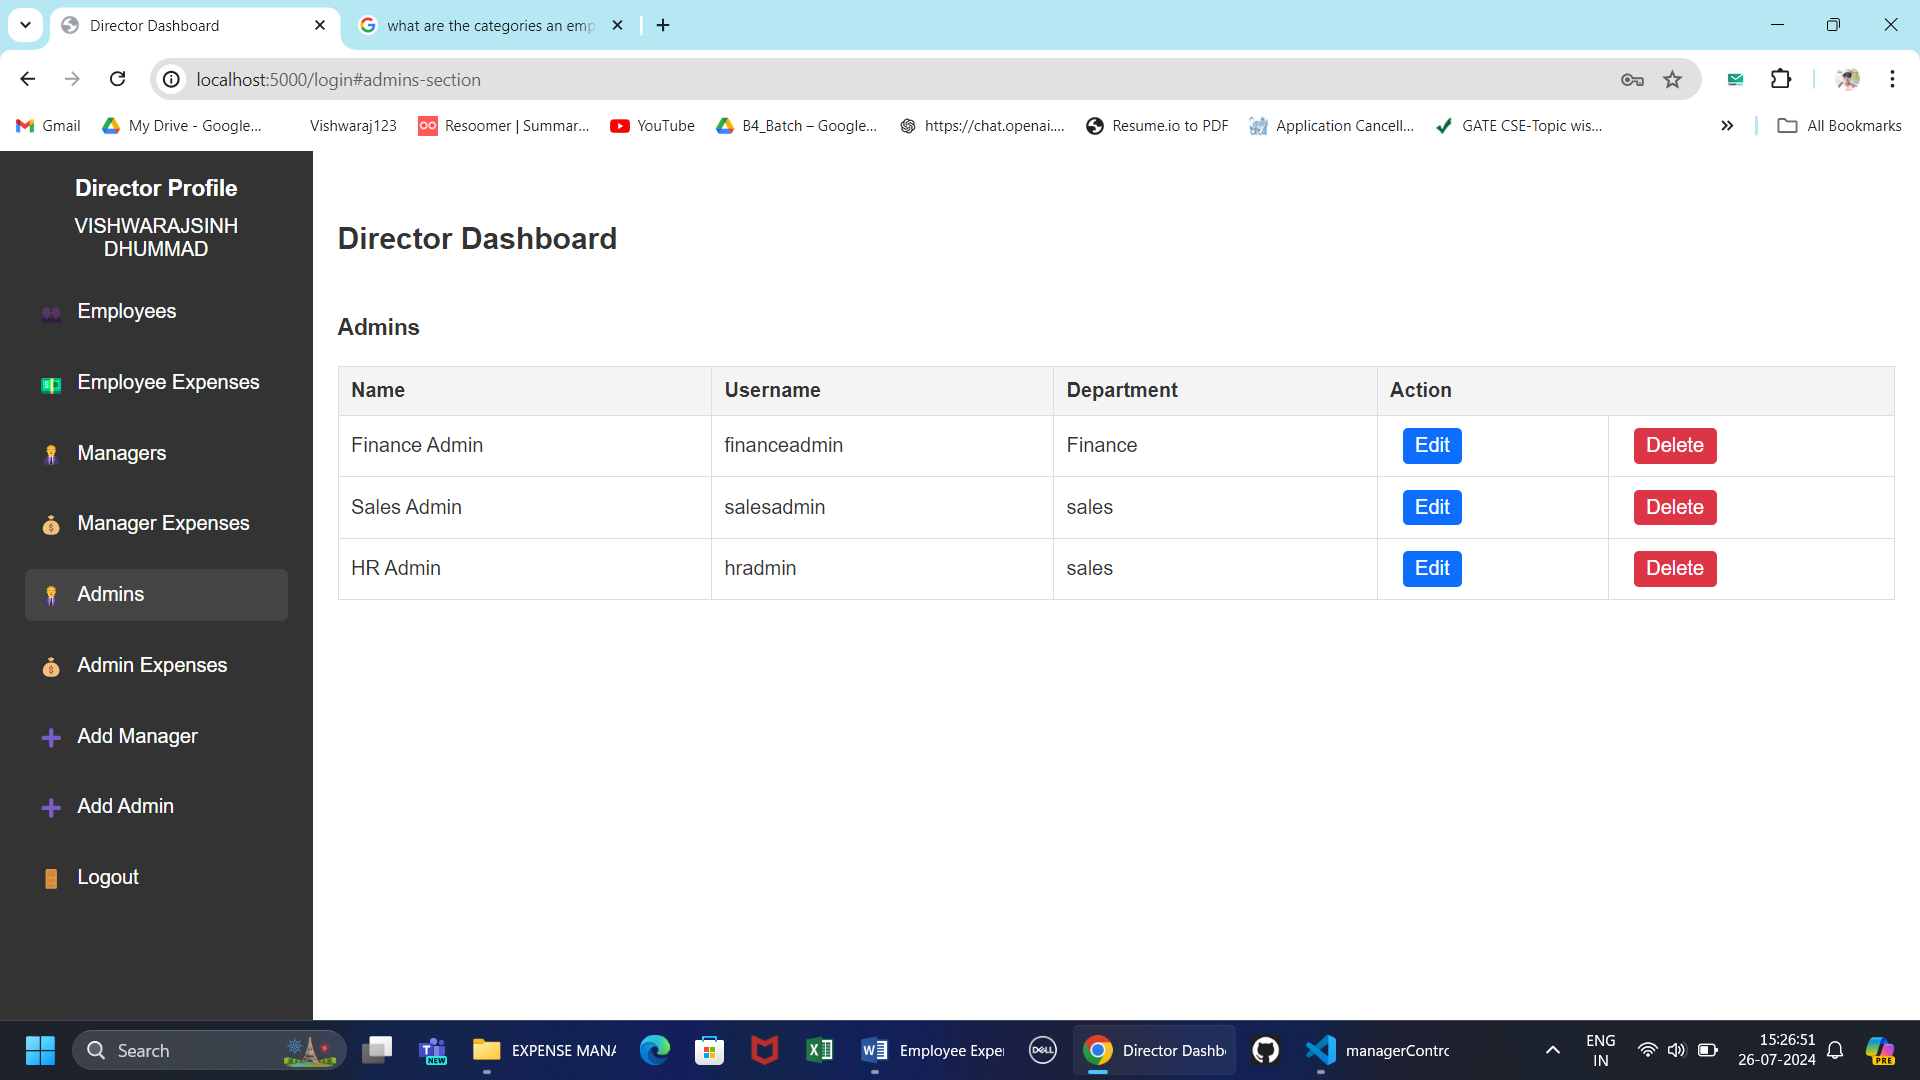 Director Dashboard
what are the categories an emp
localhost:5000/login#admins-section
Gmail
My Drive - Google...
Vishwaraj123
Resoomer | Summar...
YouTube
B4_Batch – Google...
https://chat.openai....
Resume.io to PDF
Application Cancell...
GATE CSE-Topic wis...
All Bookmarks
Director Profile
VISHWARAJSINH
DHUMMAD
Employees
Employee Expenses
Managers
Manager Expenses
Admins
Admin Expenses
Add Manager
Add Admin
Logout
Director Dashboard
Admins
Name Username Department Action
Finance Admin financeadmin Finance Edit Delete
Sales Admin salesadmin sales Edit Delete
HR Admin hradmin sales Edit Delete
Search
NEW
EXPENSE MANA
Employee Exper
DELL
Director Dashb
managerContro
ENG
IN
15:26:51
26-07-2024
PRE